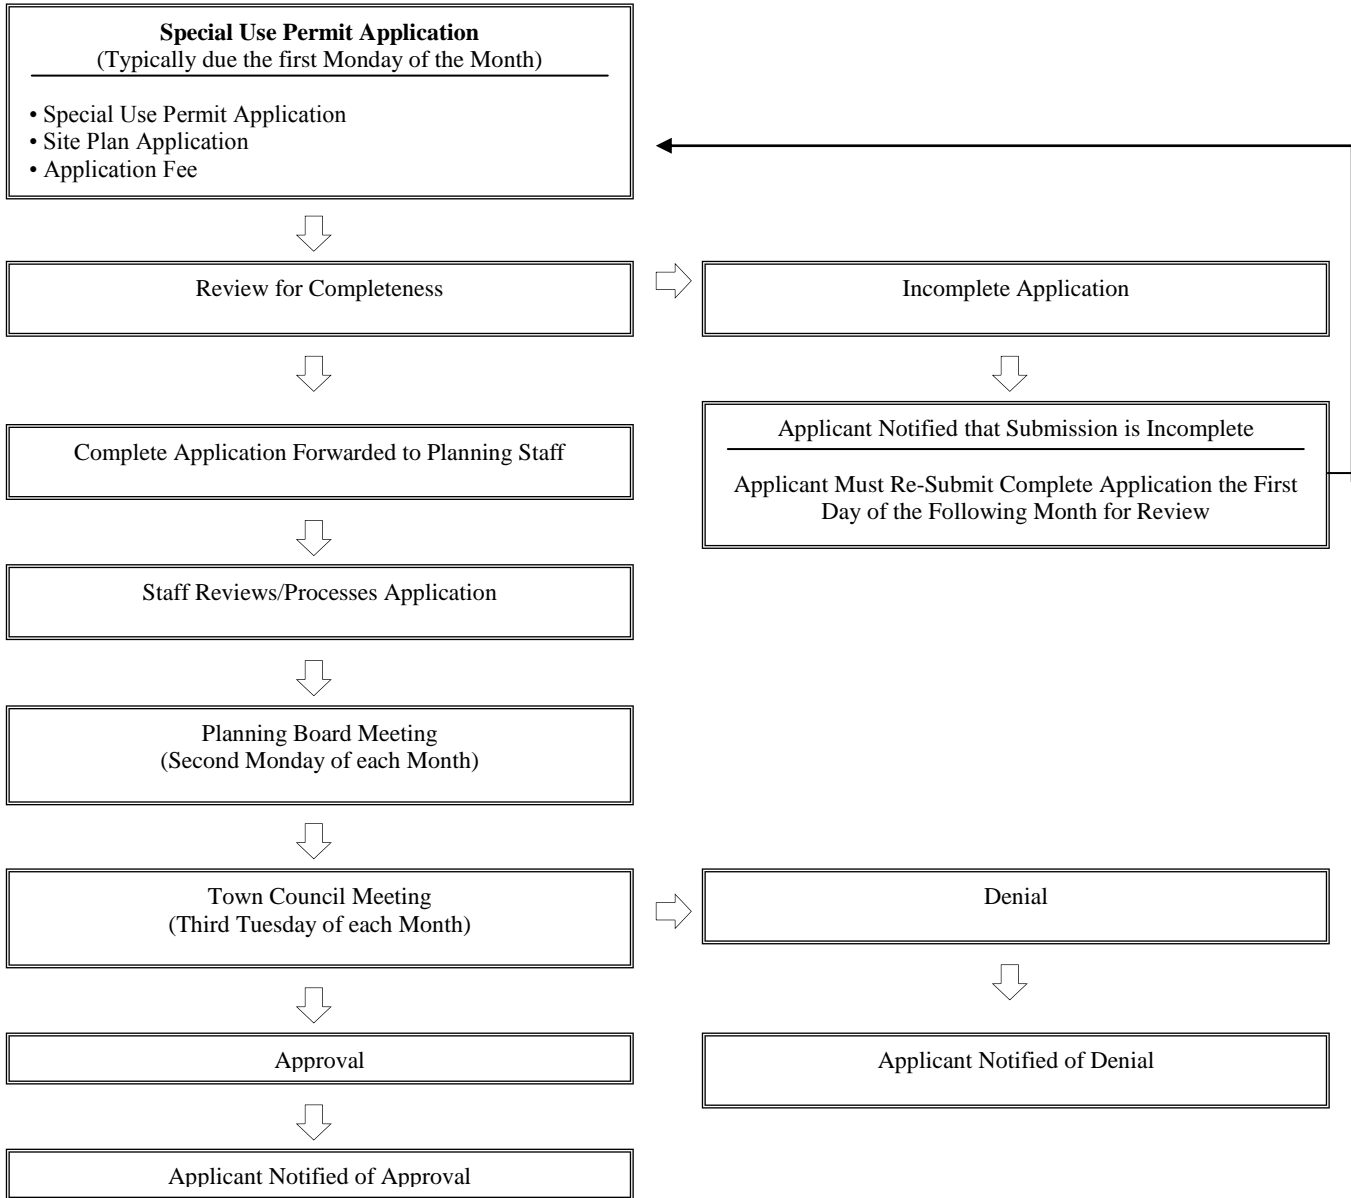 Special Use Permit Application
(Typically due the first Monday of the Month)
• Special Use Permit Application
• Site Plan Application
• Application Fee
Review for Completeness
Incomplete Application
Complete Application Forwarded to Planning Staff
Applicant Notified that Submission is Incomplete
Applicant Must Re-Submit Complete Application the First
Day of the Following Month for Review
Staff Reviews/Processes Application
Planning Board Meeting
(Second Monday of each Month)
Town Council Meeting
(Third Tuesday of each Month)
Denial
Approval
Applicant Notified of Denial
Applicant Notified of Approval